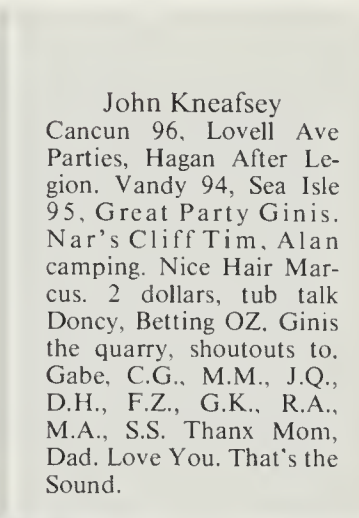 John Kneafsey
Cancun 96, Lovell Ave
Parties, Hagan After Le-
gion. Vandy 94, Sea Isle
95, Great Party Ginis.
Nar's Cliff Tim, Alan
camping. Nice Hair Mar-
cus. 2 dollars, tub talk
Doncy, Betting OZ. Ginis
the quarry, shoutouts to.
Gabe, C.G., M.M., J.Q.,
D.H., F.Z., G.K., R.A.,
M.A., S.S. Thanx Mom,
Dad. Love You. That's the
Sound.